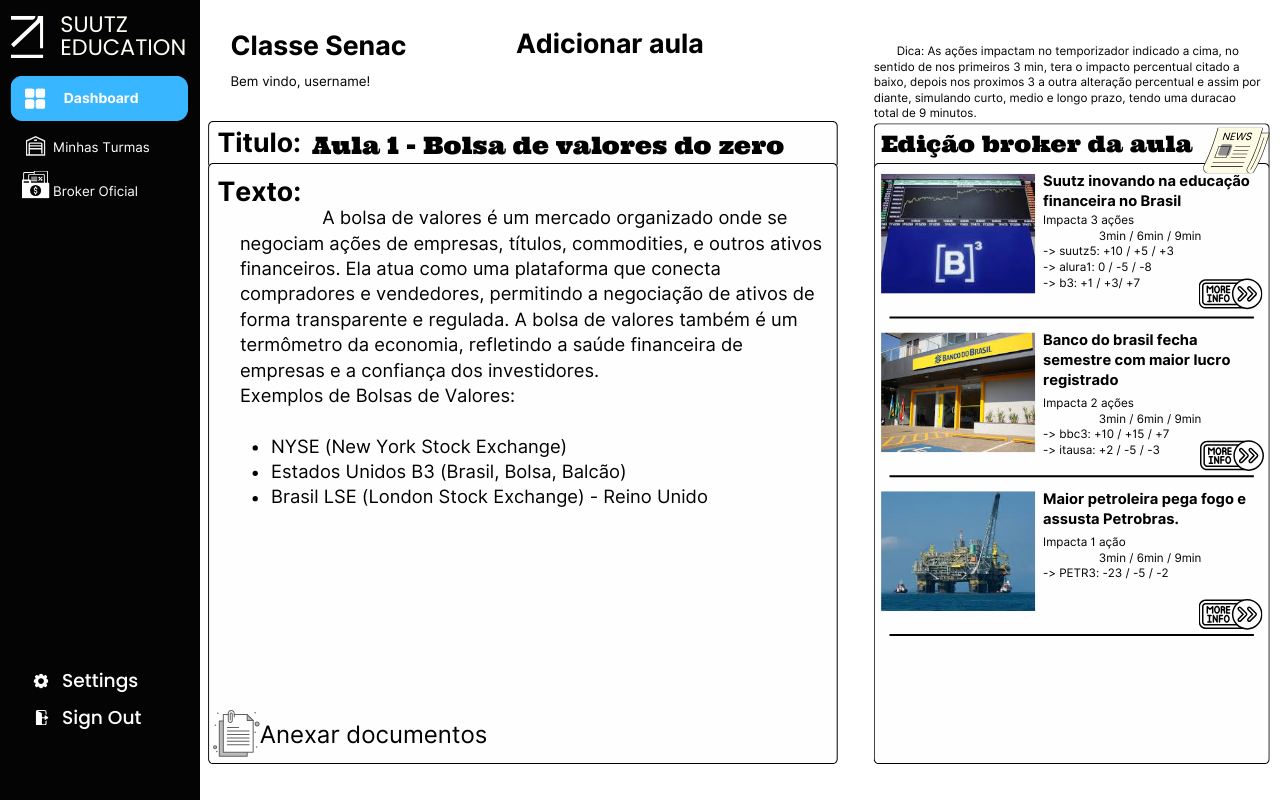 SUUTZ
EDUCATION
Dashboard
Minhas Turmas
Broker Oficial
Settings
Sign Out
Classe Senac
Adicionar aula
Bem vindo, username!
Titulo: Aula 1 - Bolsa de valores do zero
Texto:
A bolsa de valores é um mercado organizado onde se
negociam ações de empresas, títulos, commodities, e outros ativos
financeiros. Ela atua como uma plataforma que conecta
compradores e vendedores, permitindo a negociação de ativos de
forma transparente e regulada. A bolsa de valores também é um
termômetro da economia, refletindo a saúde financeira de
empresas e a confiança dos investidores.
Exemplos de Bolsas de Valores:
• NYSE (New York Stock Exchange)
• Estados Unidos B3 (Brasil, Bolsa, Balcão)
• Brasil LSE (London Stock Exchange) - Reino Unido
Anexar documentos
Dica: As ações impactam no temporizador indicado a cima, no
sentido de nos primeiros 3 min, tera o impacto percentual citado a
baixo, depois nos proximos 3 a outra alteração percentual e assim por
diante, simulando curto, medio e longo prazo, tendo uma duracao
total de 9 minutos.
Edição broker da aula
NEWS
[B]³
Suutz inovando na educação
financeira no Brasil
Impacta 3 ações
3min / 6min / 9min
-> suutz5: +10 / +5 / +3
-> alura1: 0 / -5 / -8
-> b3: +1 / +3/ +7
MORE
INFO
BANCO DO BRASIL
Banco do brasil fecha
semestre com maior lucro
registrado
Impacta 2 ações
3min / 6min / 9min
-> bbc3: +10 / +15 / +7
-> itausa: +2 / -5 / -3
MORE
INFO
Maior petroleira pega fogo e
assusta Petrobras.
Impacta 1 ação
3min / 6min / 9min
-> PETR3: -23 / -5 / -2
MORE
INFO